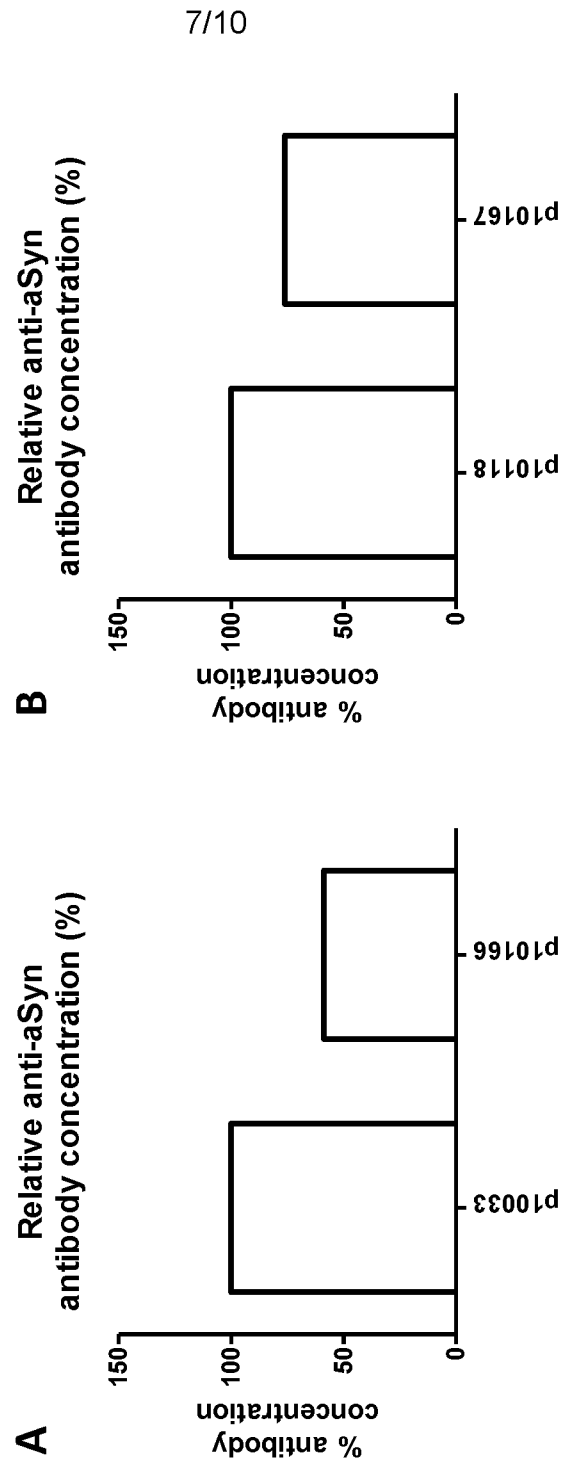 7/10
A
Relative anti-aSyn
antibody concentration (%)
% antibody
concentration
150
100
50
0
p10033
p10166
B
Relative anti-aSyn
antibody concentration (%)
% antibody
concentration
150
100
50
0
p10118
p10167